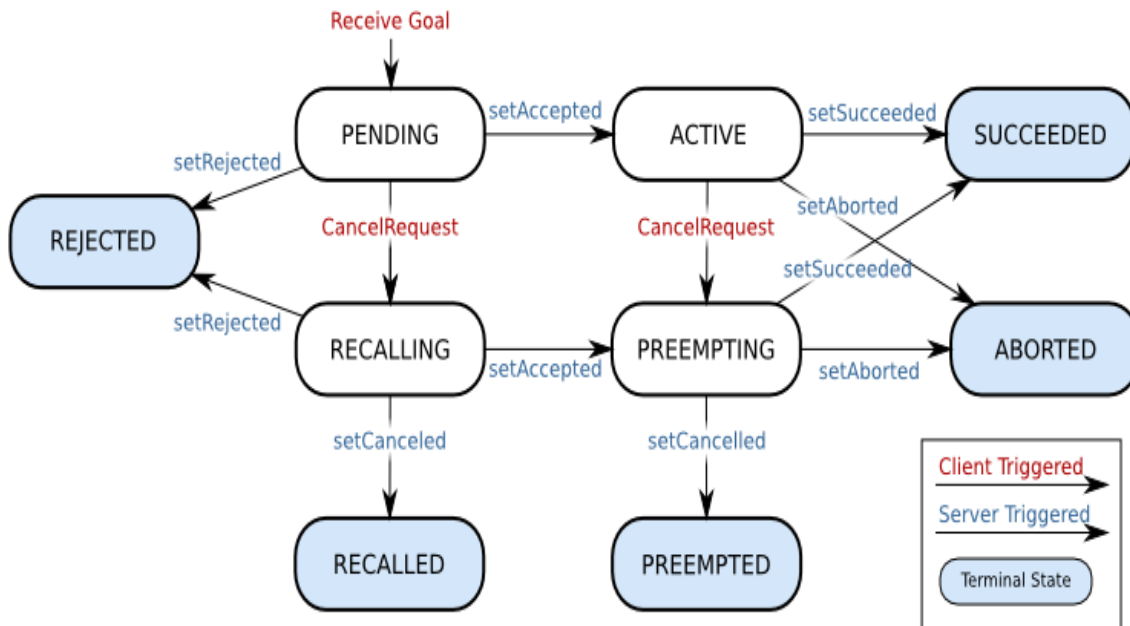 Receive Goal
PENDING
setAccepted
ACTIVE
setSucceeded
SUCCEEDED
setRejected
REJECTED
CancelRequest
CancelRequest
setAborted
setSucceeded
setRejected
RECALLING
setAccepted
PREEMPTING
setAborted
ABORTED
setCanceled
setCancelled
RECALLED
PREEMPTED
Client Triggered
Server Triggered
Terminal State